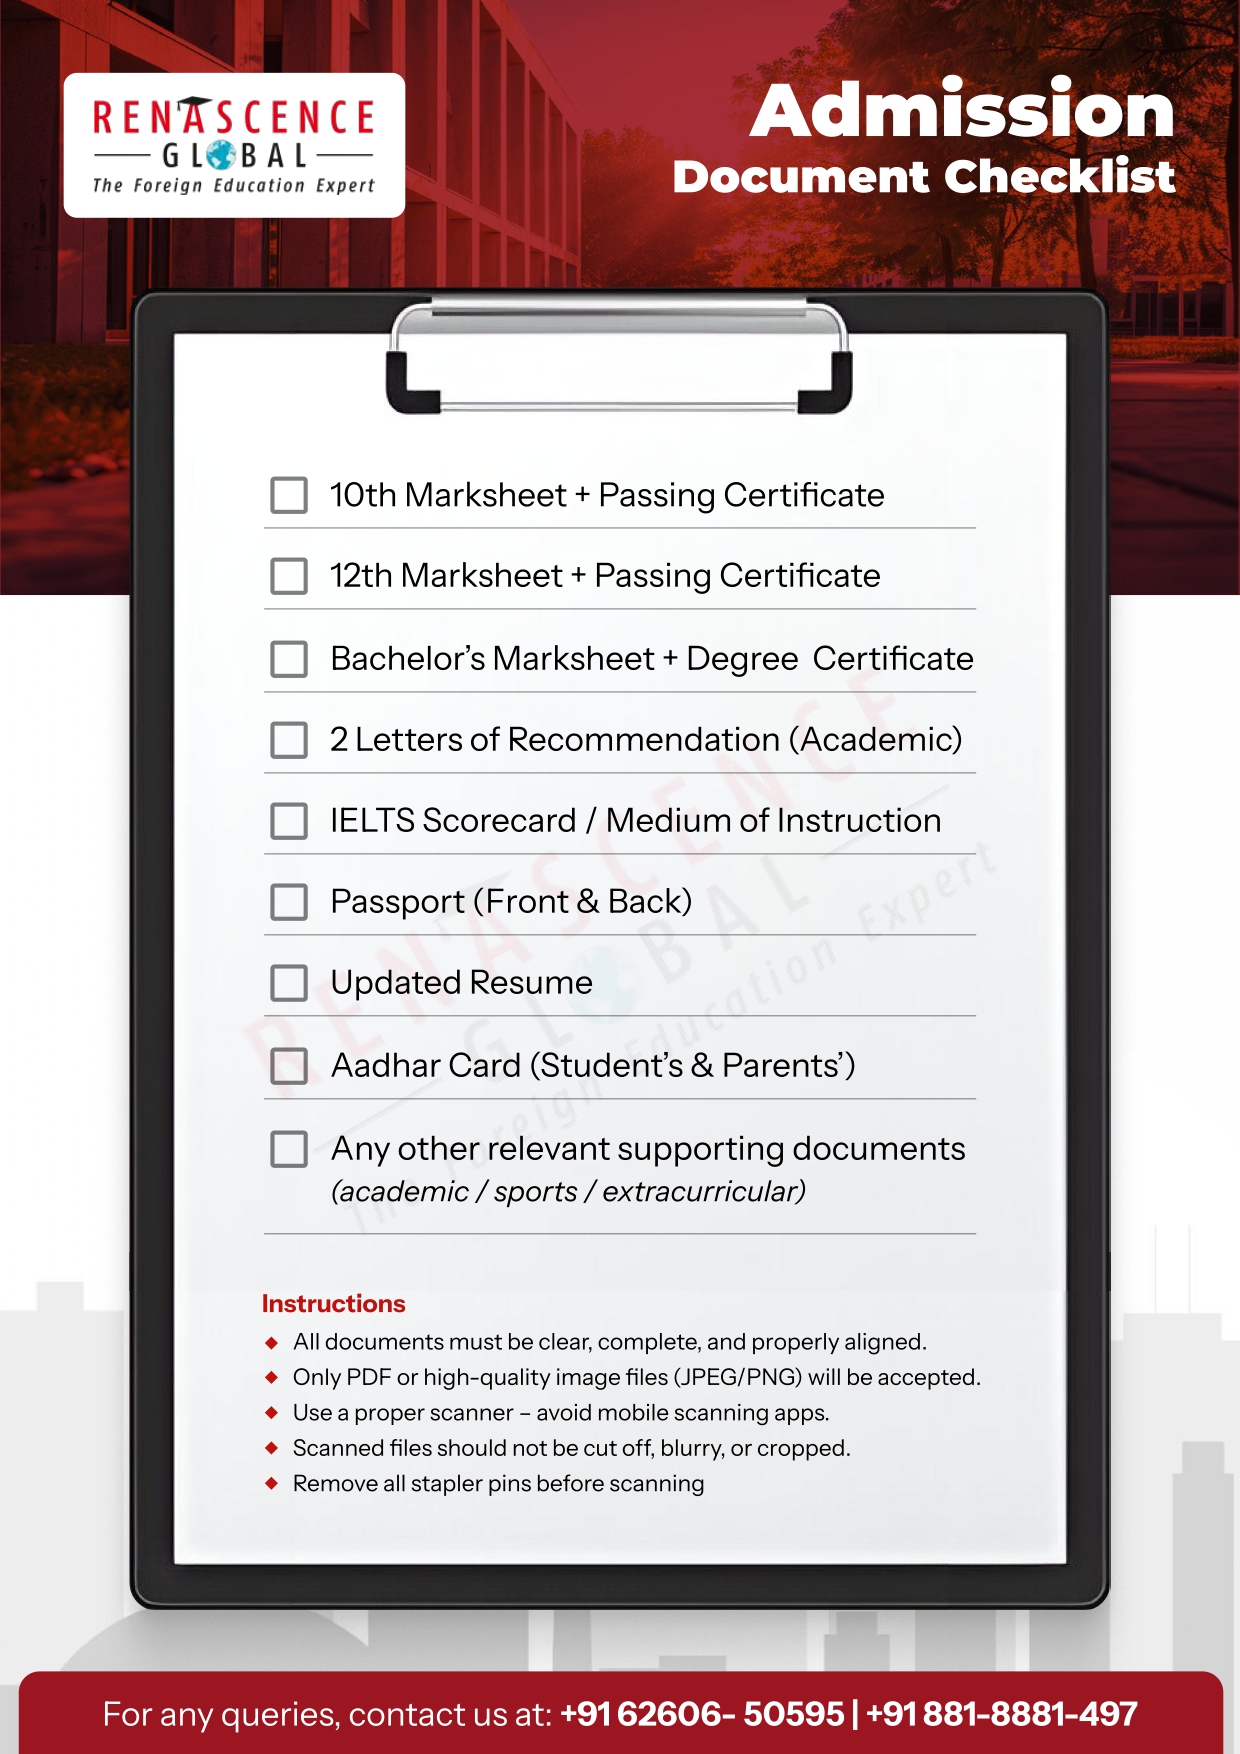 RENASCENCE
GLOBAL
The Foreign Education Expert
Admission
Document Checklist
10th Marksheet + Passing Certificate
12th Marksheet + Passing Certificate
Bachelor’s Marksheet + Degree Certificate
2 Letters of Recommendation (Academic)
IELTS Scorecard / Medium of Instruction
Passport (Front & Back)
Updated Resume
Aadhar Card (Student’s & Parents’)
Any other relevant supporting documents
(academic / sports / extracurricular)
RENASCENCE
GLOBAL
The Foreign Education Expert
Instructions
All documents must be clear, complete, and properly aligned.
Only PDF or high-quality image files (JPEG/PNG) will be accepted.
Use a proper scanner – avoid mobile scanning apps.
Scanned files should not be cut off, blurry, or cropped.
Remove all stapler pins before scanning
For any queries, contact us at: +91 62606- 50595 | +91 881-8881-497